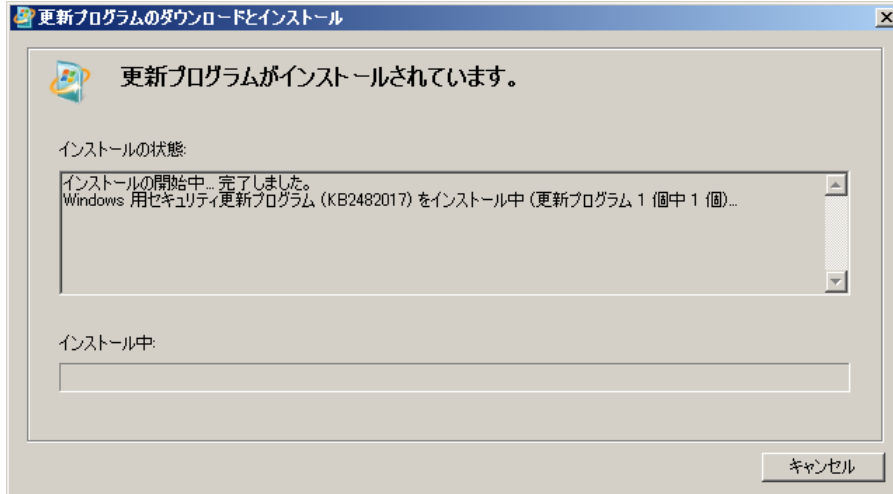 更新プログラムのダウンロードとインストール
更新プログラムがインストールされています。
インストールの状態:
インストールの開始中... 完了しました。
Windows 用セキュリティ更新プログラム (KB2482017) をインストール中 (更新プログラム 1 個中 1 個)...
インストール中:
キャンセル